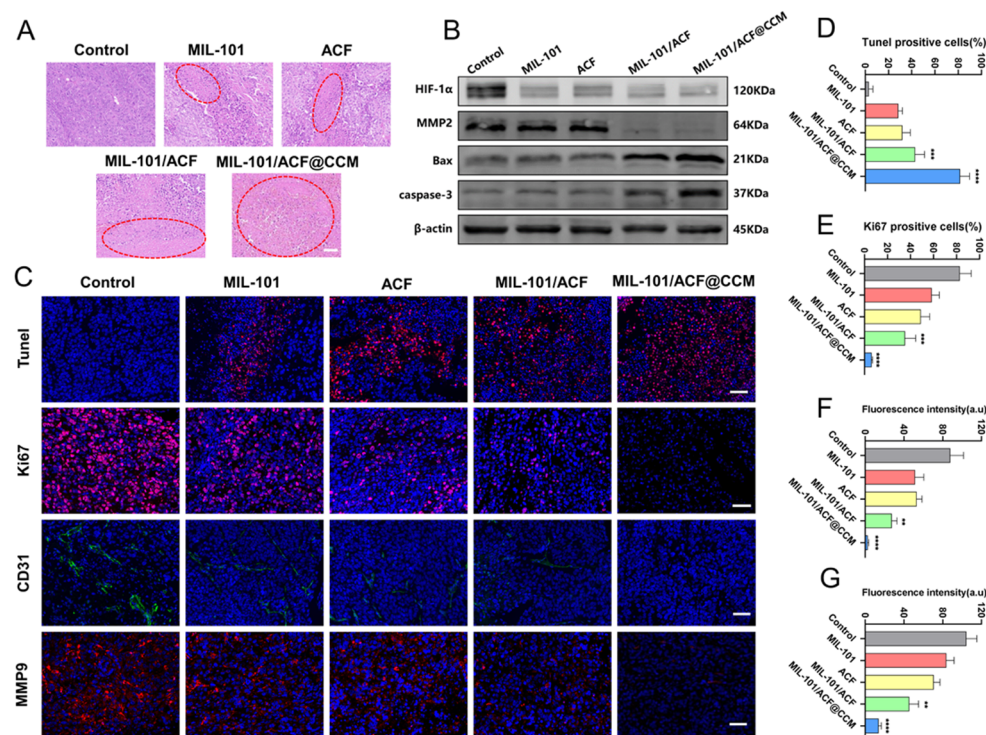 A
Control
MIL-101
ACF
MIL-101/ACF
MIL-101/ACF@CCM
B
Control
MIL-101
ACF
MIL-101/ACF
MIL-101/ACF@CCM
HIF-1α
120KDa
MMP2
64KDa
Bax
21KDa
caspase-3
37KDa
β-actin
45KDa
C
Control
MIL-101
ACF
MIL-101/ACF
MIL-101/ACF@CCM
Tunel
Ki67
CD31
MMP9
D
Tunel prositive cells(%)
0 20 40 60 80 100
Control
MIL-101
ACF
MIL-101/ACF
***
MIL-101/ACF@CCM
****
E
Ki67 prositive cells(%)
0 20 40 60 80 100
Control
MIL-101
ACF
MIL-101/ACF
***
MIL-101/ACF@CCM
****
F
Fluorescence intensity(a.u)
0 40 80 120
Control
MIL-101
ACF
MIL-101/ACF
**
MIL-101/ACF@CCM
****
G
Fluorescence intensity(a.u)
0 40 80 120
Control
MIL-101
ACF
MIL-101/ACF
**
MIL-101/ACF@CCM
****